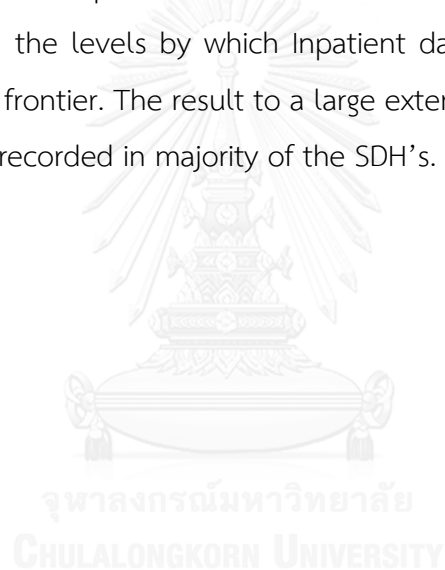 the levels by which Inpatient da
frontier. The result to a large exter
recorded in majority of the SDH’s.
จุฬาลงกรณ์มหาวิทยาลัย
CHULALONGKORN UNIVERSITY